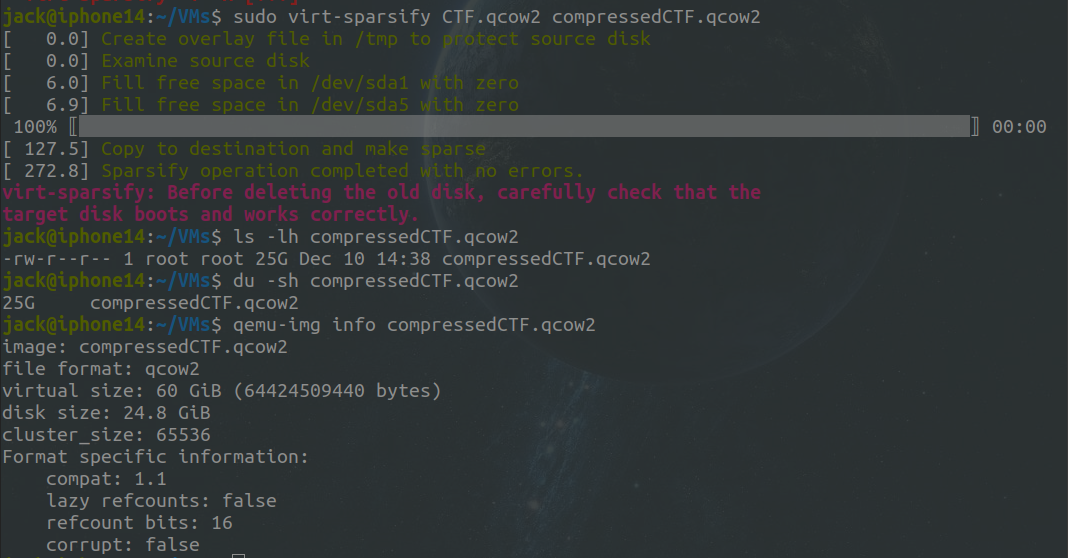 jack@iphone14:~/VMs$ sudo virt-sparsify CTF.qcow2 compressedCTF.qcow2
[   0.0] Create overlay file in /tmp to protect source disk
[   0.0] Examine source disk
[   6.0] Fill free space in /dev/sda1 with zero
[   6.9] Fill free space in /dev/sda5 with zero
 100% ⟦ ⟧ 00:00
[ 127.5] Copy to destination and make sparse
[ 272.8] Sparsify operation completed with no errors.
virt-sparsify: Before deleting the old disk, carefully check that the
target disk boots and works correctly.
jack@iphone14:~/VMs$ ls -lh compressedCTF.qcow2
-rw-r--r-- 1 root root 25G Dec 10 14:38 compressedCTF.qcow2
jack@iphone14:~/VMs$ du -sh compressedCTF.qcow2
25G     compressedCTF.qcow2
jack@iphone14:~/VMs$ qemu-img info compressedCTF.qcow2
image: compressedCTF.qcow2
file format: qcow2
virtual size: 60 GiB (64424509440 bytes)
disk size: 24.8 GiB
cluster_size: 65536
Format specific information:
    compat: 1.1
    lazy refcounts: false
    refcount bits: 16
    corrupt: false